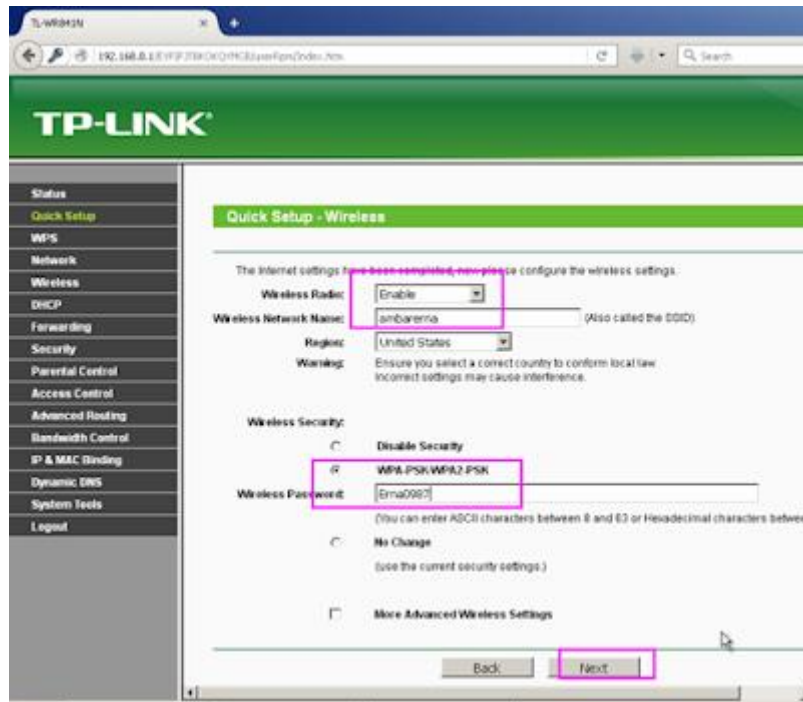 TL-WR841N
192.168.0.1
Search
TP-LINK
Status
Quick Setup
WPS
Network
Wireless
DHCP
Forwarding
Security
Parental Control
Access Control
Advanced Routing
Bandwidth Control
IP & MAC Binding
Dynamic DNS
System Tools
Logout
Quick Setup - Wireless
The Internet settings have been completed, now please configure the wireless settings.
Wireless Radio: Enable
Wireless Network Name: ambarerna (Also called the SSID)
Region: United States
Warning: Ensure you select a correct country to conform local law.
Incorrect settings may cause interference.
Wireless Security:
Disable Security
WPA-PSK/WPA2-PSK
Wireless Password: Erna0987
(You can enter ASCII characters between 8 and 63 or Hexadecimal characters between
No Change
(use the current security settings.)
More Advanced Wireless Settings
Back Next